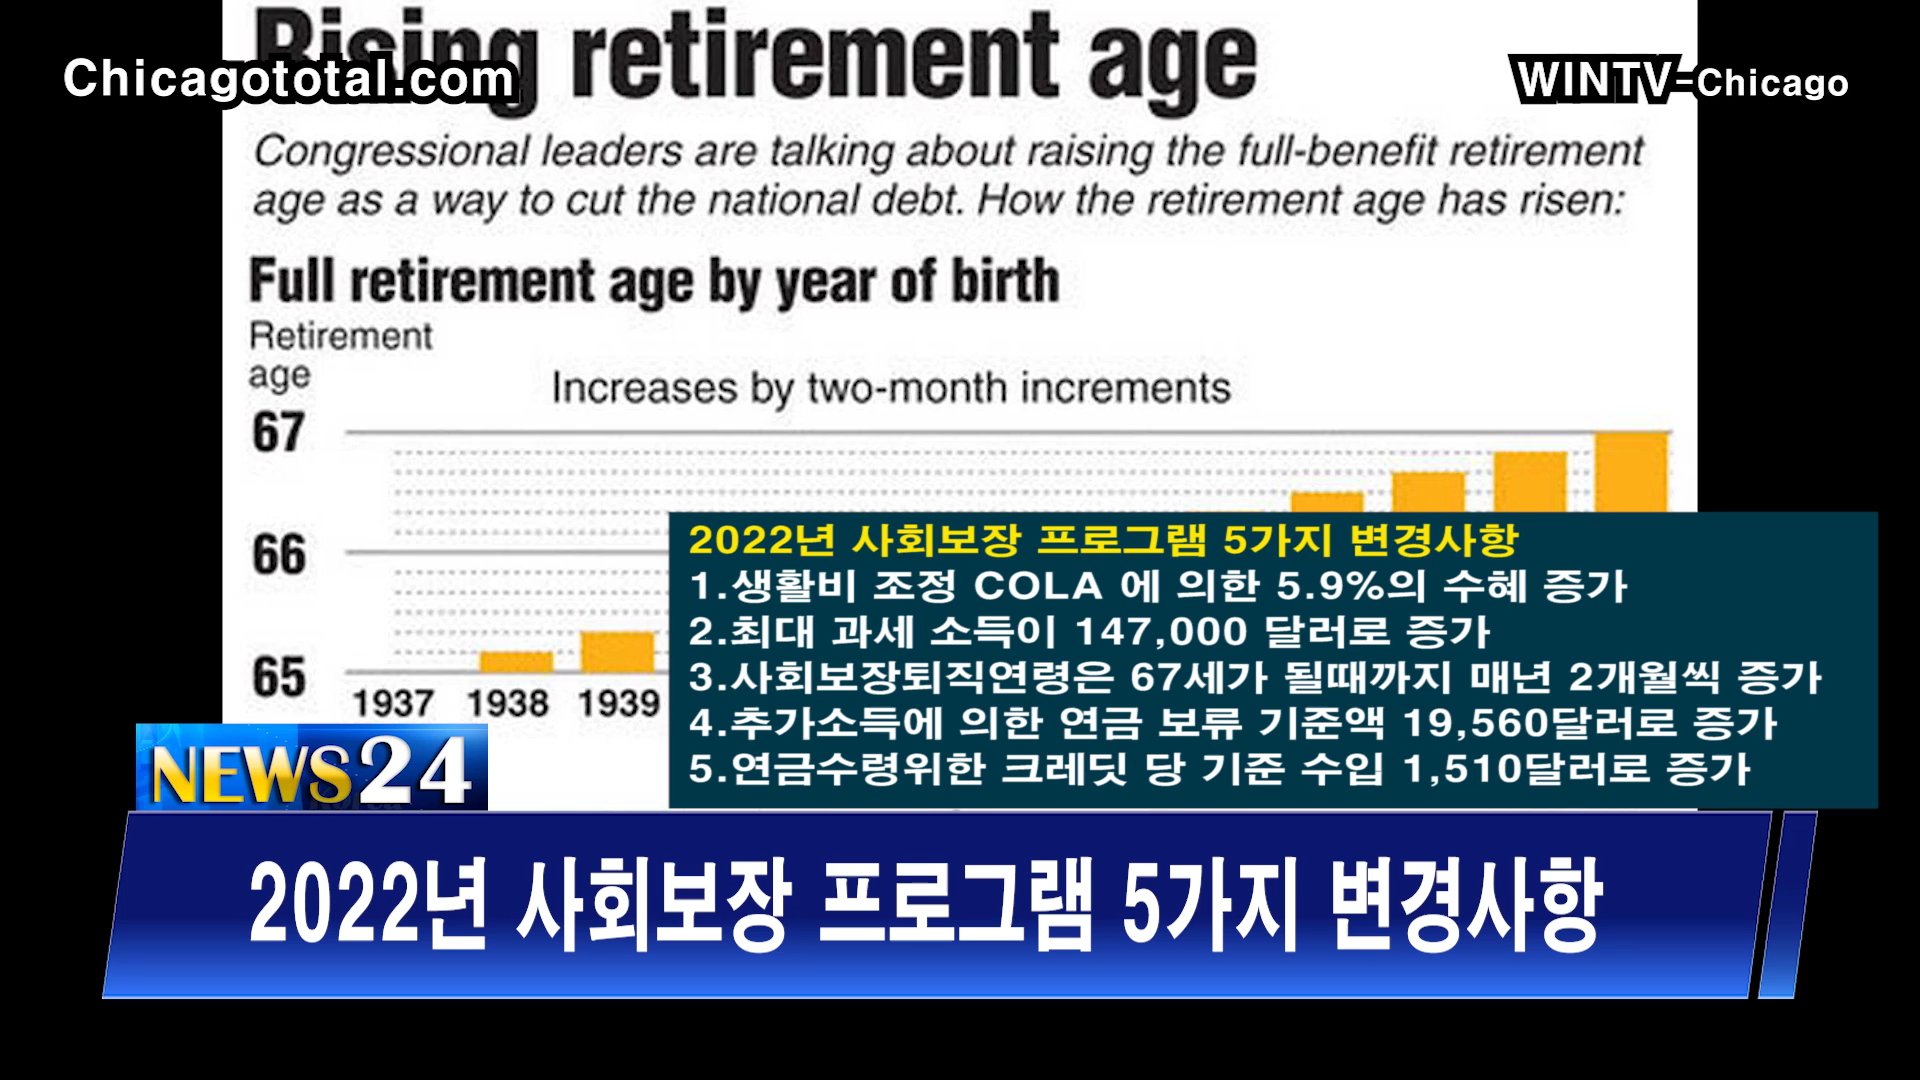 Rising retirement age
Chicagototal.com
WINTV-Chicago
Congressional leaders are talking about raising the full-benefit retirement
age as a way to cut the national debt. How the retirement age has risen:
Full retirement age by year of birth
Retirement
age
Increases by two-month increments
67
66
65
1937 1938 1939
2022년 사회보장 프로그램 5가지 변경사항
1.생활비 조정 COLA 에 의한 5.9%의 수혜 증가
2.최대 과세 소득이 147,000 달러로 증가
3.사회보장퇴직연령은 67세가 될때까지 매년 2개월씩 증가
4.추가소득에 의한 연금 보류 기준액 19,560달러로 증가
5.연금수령위한 크레딧 당 기준 수입 1,510달러로 증가
NEWS24
2022년 사회보장 프로그램 5가지 변경사항